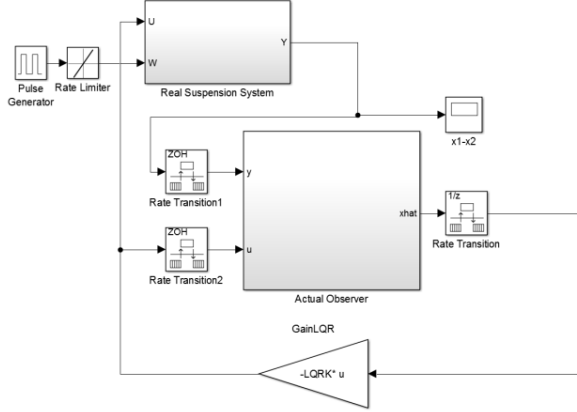 U
Y
W
Pulse
Generator
Rate Limiter
Real Suspension System
x1-x2
ZOH
y
Rate Transition1
xhat
1/z
Rate Transition
ZOH
u
Rate Transition2
Actual Observer
GainLQR
-LQRK* u